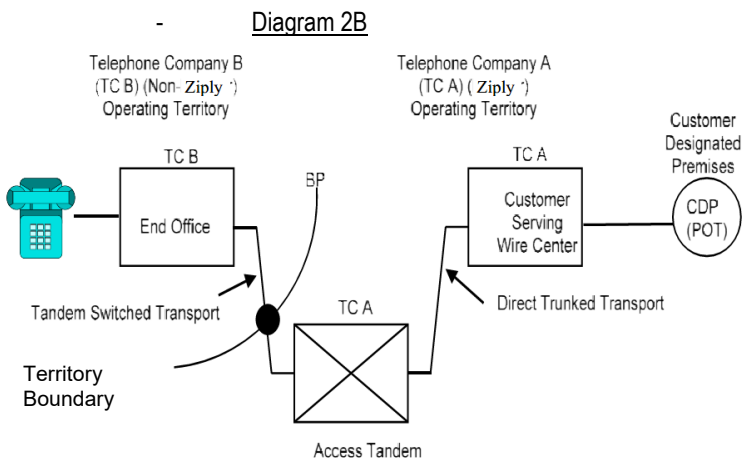 - Diagram 2B
Telephone Company B
(TC B) (Non- Ziply )
Operating Territory
Telephone Company A
(TC A) ( Ziply )
Operating Territory
Customer
Designated
Premises
TC B
End Office
BP
TC A
Customer
Serving
Wire Center
CDP
(POT)
Tandem Switched Transport
TC A
Direct Trunked Transport
Territory
Boundary
Access Tandem